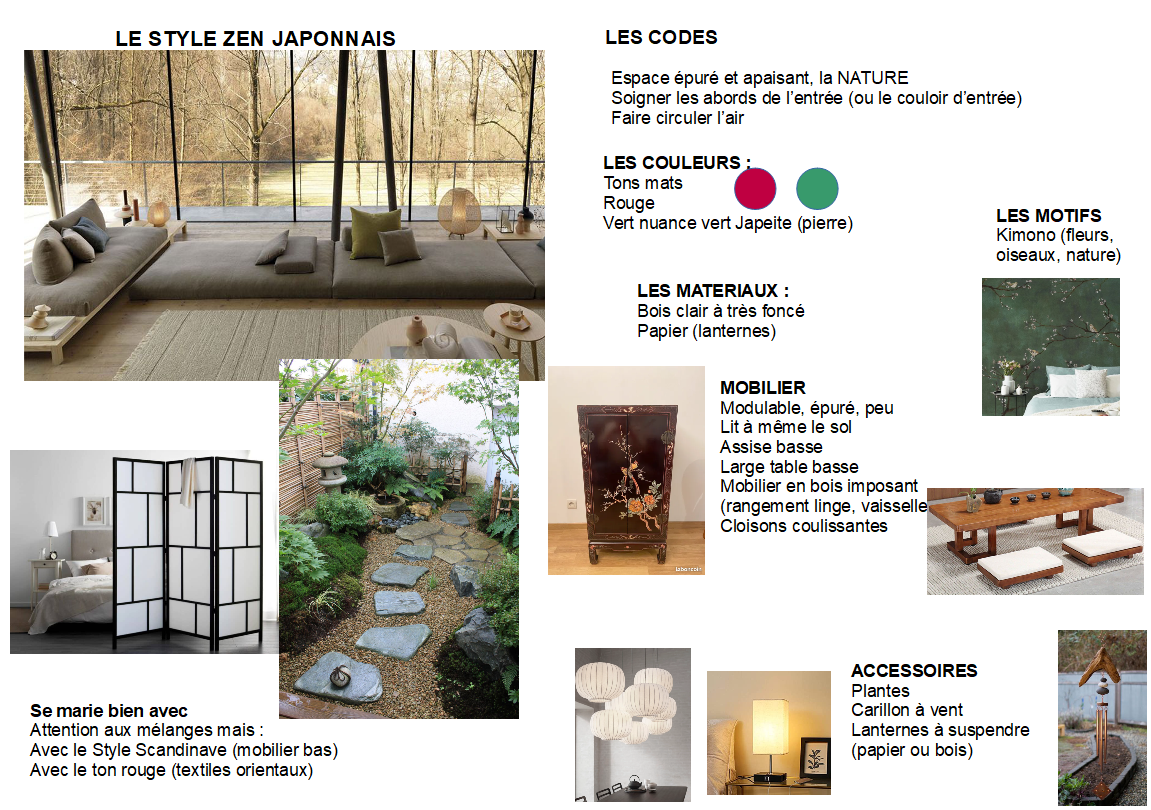 LE STYLE ZEN JAPONNAIS
LES CODES
Espace épuré et apaisant, la NATURE
Soigner les abords de l’entrée (ou le couloir d’entrée)
Faire circuler l’air
LES COULEURS :
Tons mats
Rouge
Vert nuance vert Japeite (pierre)
LES MOTIFS
Kimono (fleurs,
oiseaux, nature)
LES MATERIAUX :
Bois clair à très foncé
Papier (lanternes)
MOBILIER
Modulable, épuré, peu
Lit à même le sol
Assise basse
Large table basse
Mobilier en bois imposant
(rangement linge, vaisselle
Cloisons coulissantes
Se marie bien avec
Attention aux mélanges mais :
Avec le Style Scandinave (mobilier bas)
Avec le ton rouge (textiles orientaux)
ACCESSOIRES
Plantes
Carillon à vent
Lanternes à suspendre
(papier ou bois)